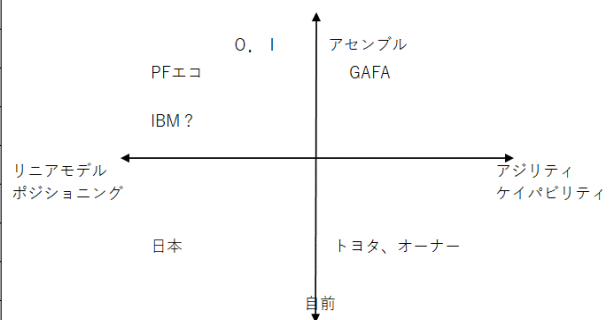 O． I
アセンブル
PFエコ
GAFA
IBM？
リニアモデル
ポジショニング
アジリティ
ケイパビリティ
日本
トヨタ、オーナー
自前